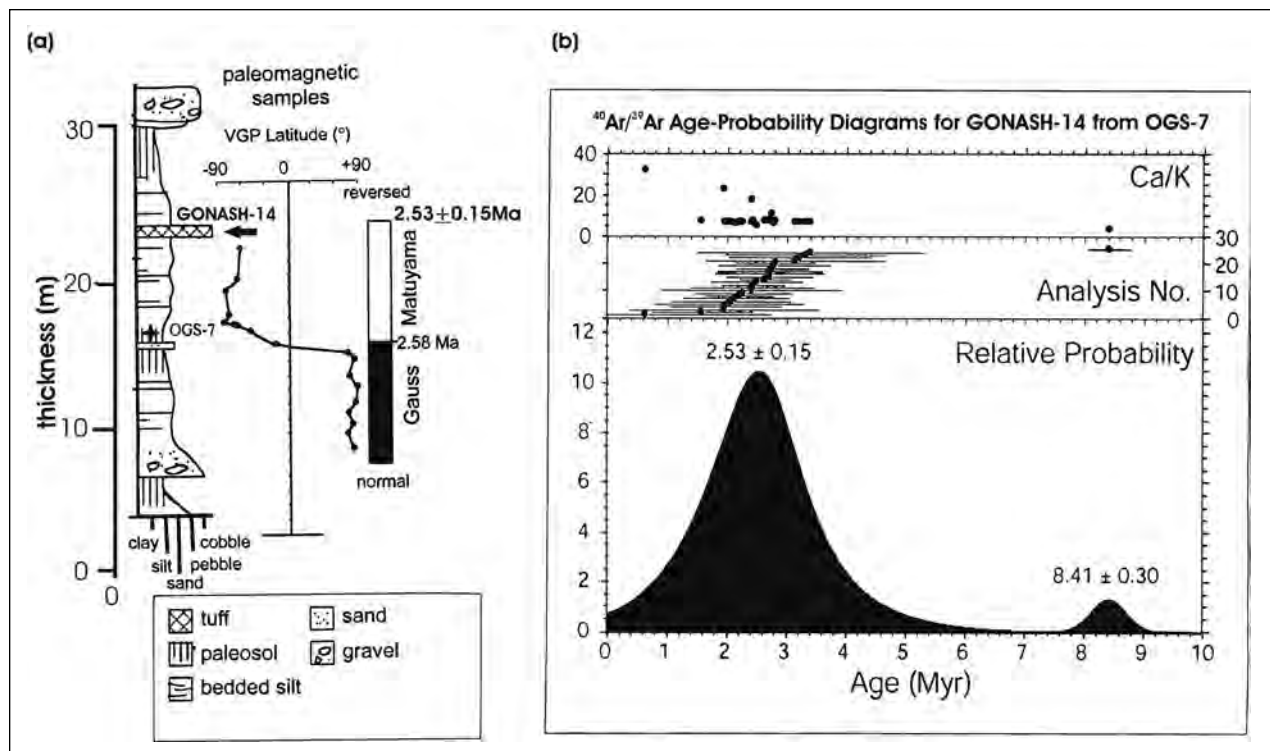 (a)
paleomagnetic
samples
VGP Latitude (°)
-90
0
+90
reversed
30
20
10
0
thickness (m)
GONASH-14
OGS-7
2.53±0.15Ma
Matuyama
2.58 Ma
Gauss
normal
clay
silt
sand
pebble
cobble
0
tuff
paleosol
bedded silt
sand
gravel
(b)
⁴⁰Ar/³⁹Ar Age-Probability Diagrams for GONASH-14 from OGS-7
40
20
0
Ca/K
30
20
10
0
Analysis No.
12
10
8
6
4
2
0
Relative Probability
2.53 ± 0.15
8.41 ± 0.30
0 1 2 3 4 5 6 7 8 9 10
Age (Myr)